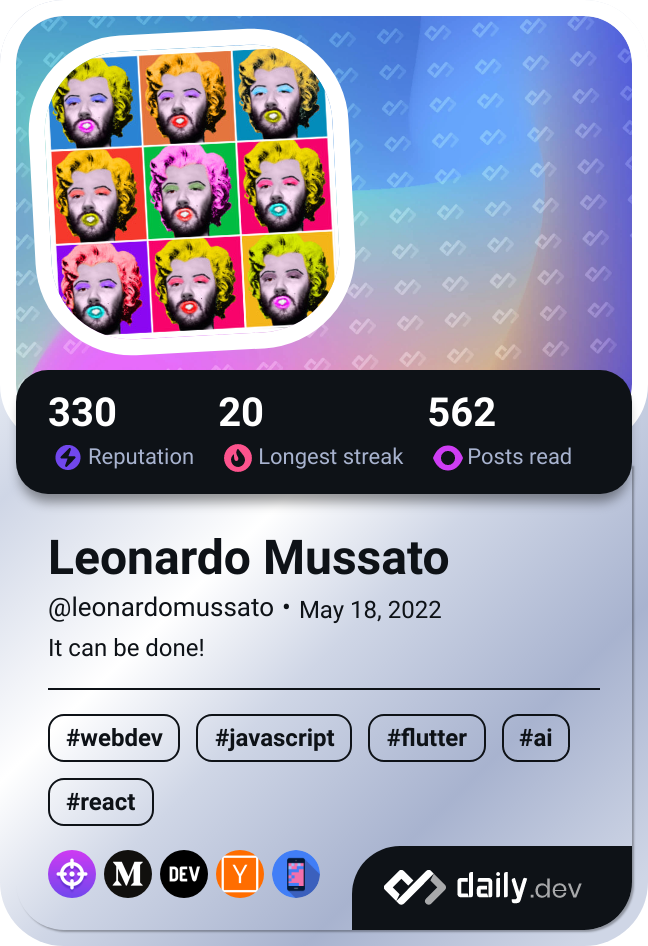 330 20 562
Reputation Longest streak Posts read
Leonardo Mussato
@leonardomussato • May 18, 2022
It can be done!
#webdev #javascript #flutter #ai
#react
M DEV Y
daily.dev